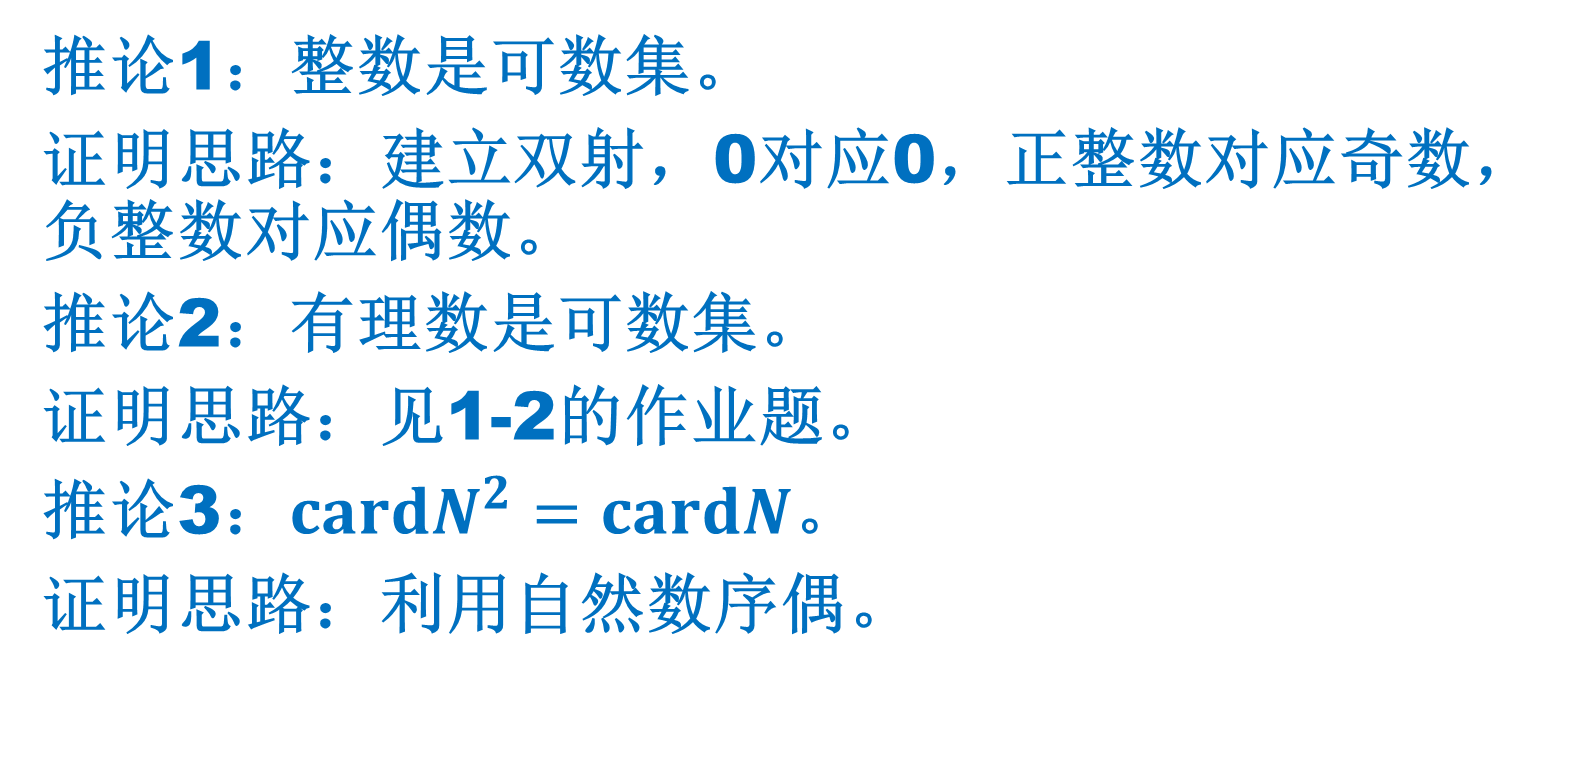 推论1：整数是可数集。
证明思路：建立双射，0对应0，正整数对应奇数，
负整数对应偶数。
推论2：有理数是可数集。
证明思路：见1-2的作业题。
推论3：cardN² = cardN。
证明思路：利用自然数序偶。